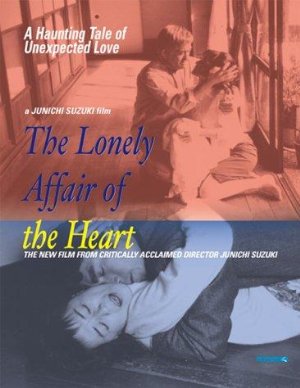 A Haunting Tale of
Unexpected Love
a JUNICHI SUZUKI film
The Lonely
Affair of
the Heart
THE NEW FILM FROM CRITICALLY ACCLAIMED DIRECTOR JUNICHI SUZUKI